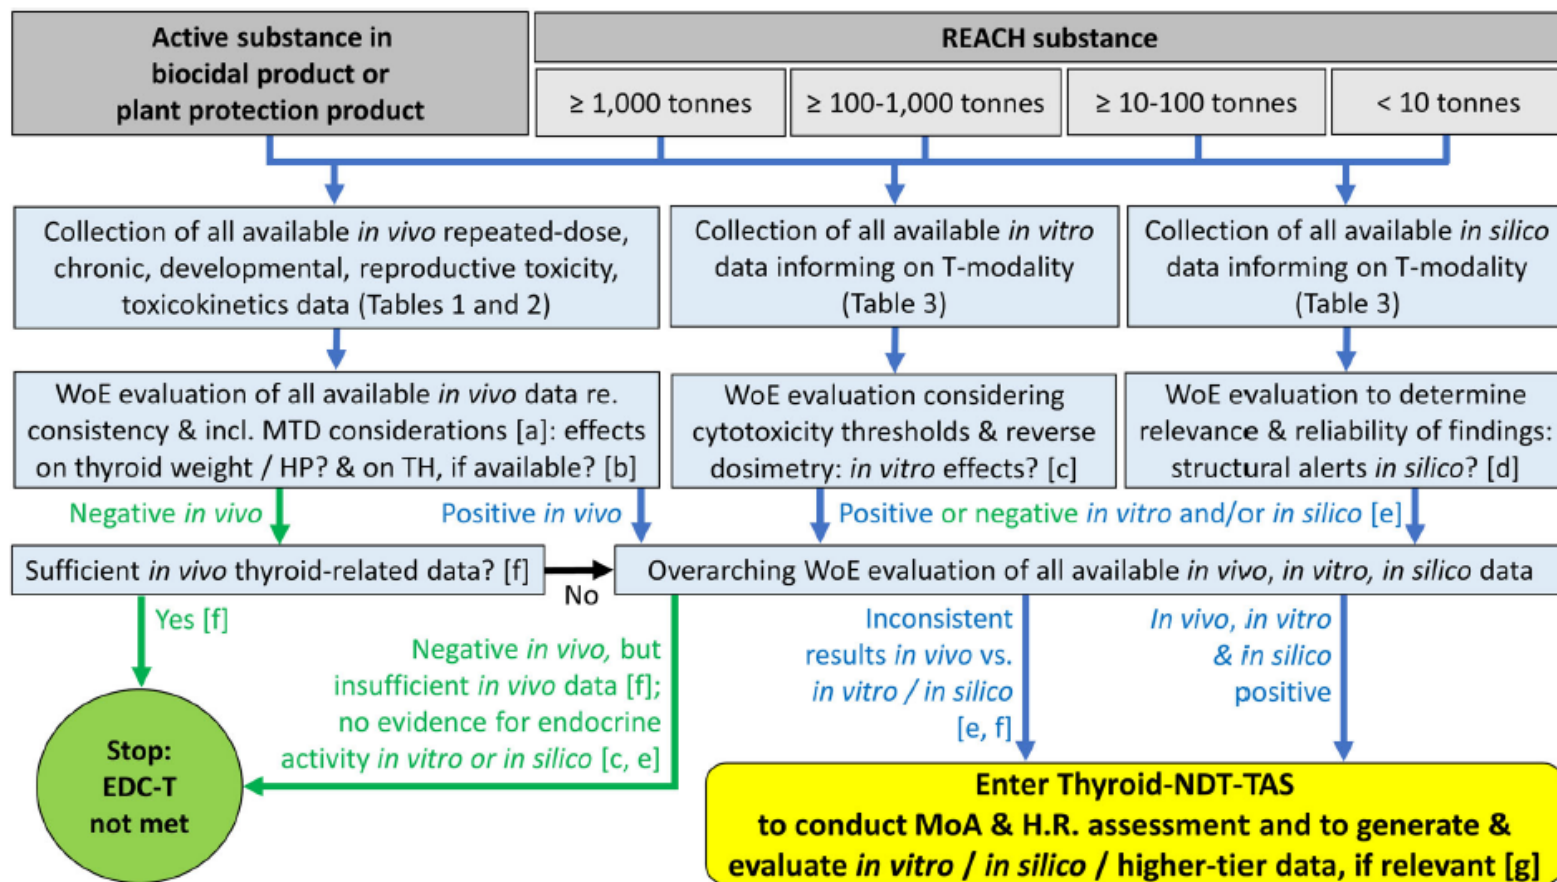 Active substance in
biocidal product or
plant protection product
REACH substance
≥ 1,000 tonnes
≥ 100-1,000 tonnes
≥ 10-100 tonnes
< 10 tonnes
Collection of all available in vivo repeated-dose,
chronic, developmental, reproductive toxicity,
toxicokinetics data (Tables 1 and 2)
Collection of all available in vitro
data informing on T-modality
(Table 3)
Collection of all available in silico
data informing on T-modality
(Table 3)
WoE evaluation of all available in vivo data re.
consistency & incl. MTD considerations [a]: effects
on thyroid weight / HP? & on TH, if available? [b]
WoE evaluation considering
cytotoxicity thresholds & reverse
dosimetry: in vitro effects? [c]
WoE evaluation to determine
relevance & reliability of findings:
structural alerts in silico? [d]
Negative in vivo
Positive in vivo
Positive or negative in vitro and/or in silico [e]
Sufficient in vivo thyroid-related data? [f]
No
Overarching WoE evaluation of all available in vivo, in vitro, in silico data
Yes [f]
Negative in vivo, but
insufficient in vivo data [f];
no evidence for endocrine
activity in vitro or in silico [c, e]
Inconsistent
results in vivo vs.
in vitro / in silico
[e, f]
In vivo, in vitro
& in silico
positive
Stop:
EDC-T
not met
Enter Thyroid-NDT-TAS
to conduct MoA & H.R. assessment and to generate &
evaluate in vitro / in silico / higher-tier data, if relevant [g]